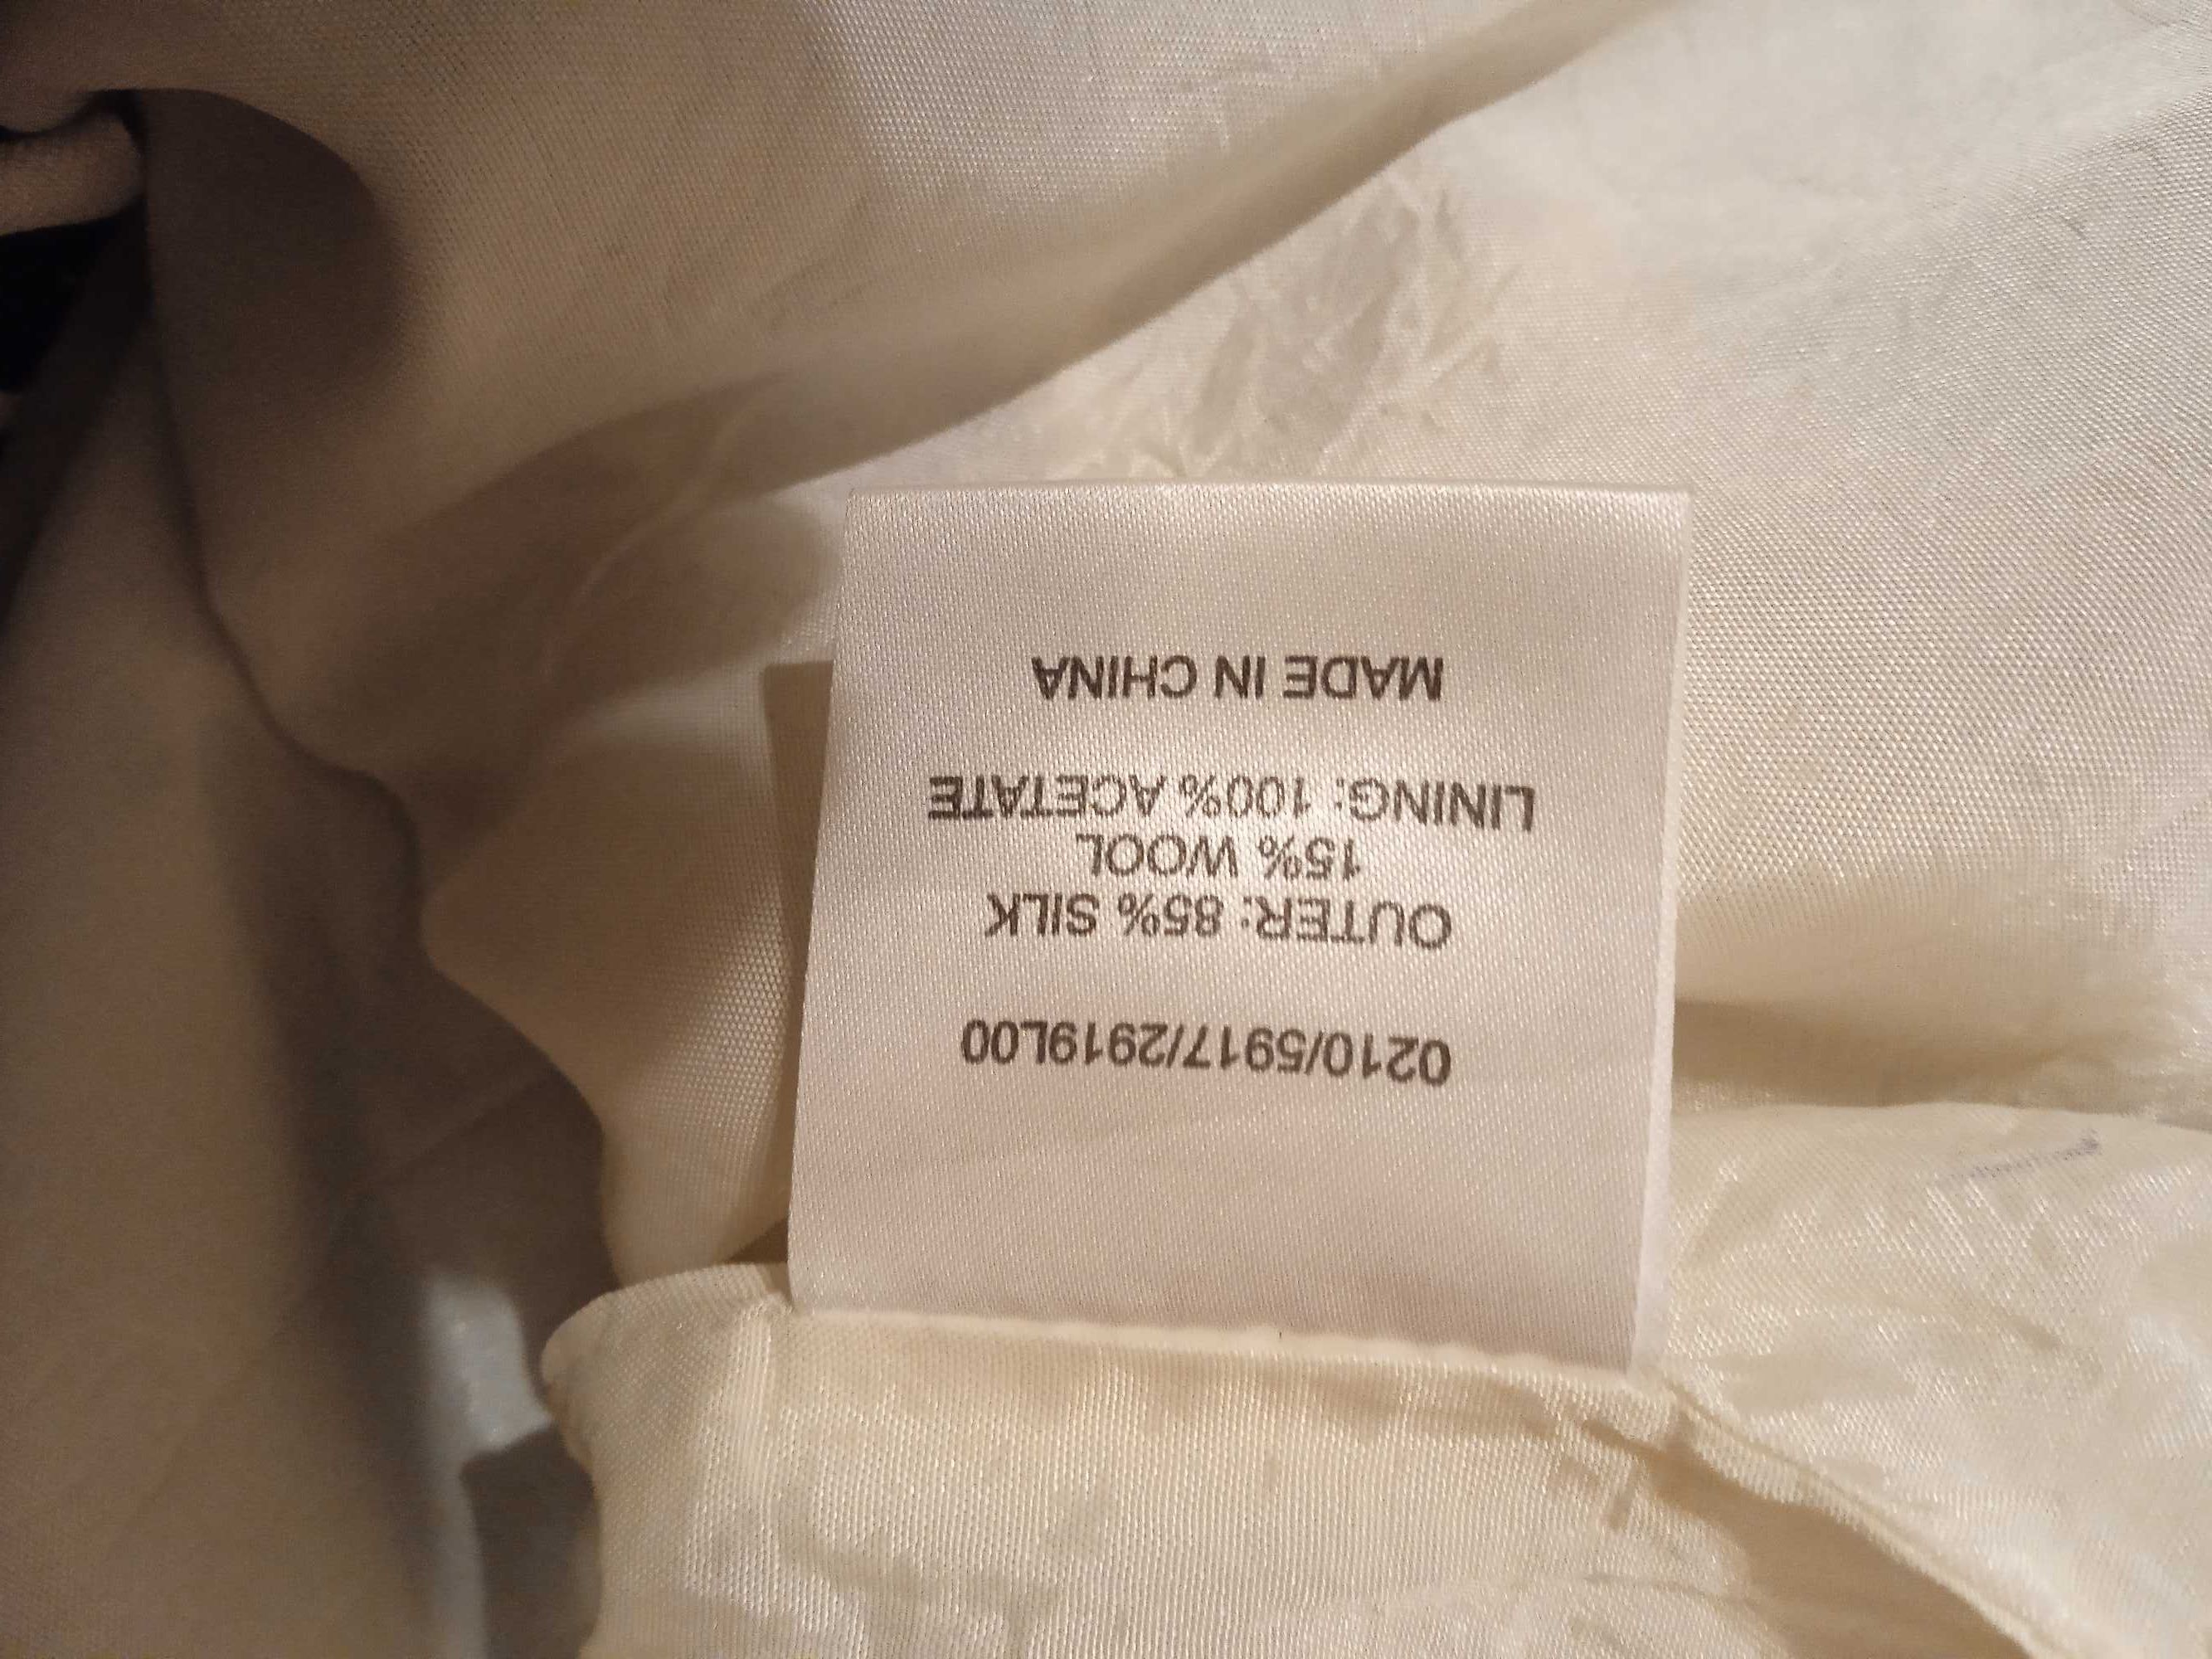 0210/5917/2919L00
OUTER: 85% SILK
15% WOOL
LINING: 100% ACETATE
MADE IN CHINA